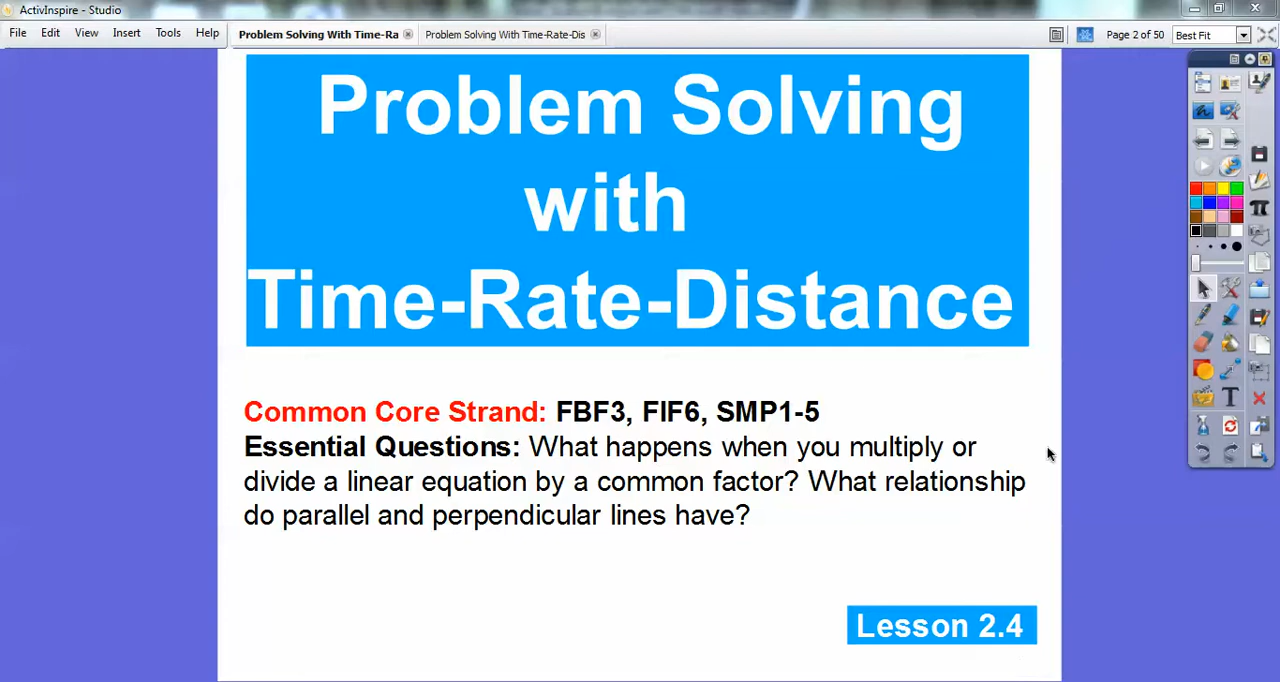 ActivInspire - Studio
File Edit View Insert Tools Help
Problem Solving With Time-Ra
Problem Solving With Time-Rate-Dis
Page 2 of 50
Best Fit
Problem Solving
with
Time-Rate-Distance
Common Core Strand: FBF3, FIF6, SMP1-5
Essential Questions: What happens when you multiply or
divide a linear equation by a common factor? What relationship
do parallel and perpendicular lines have?
Lesson 2.4